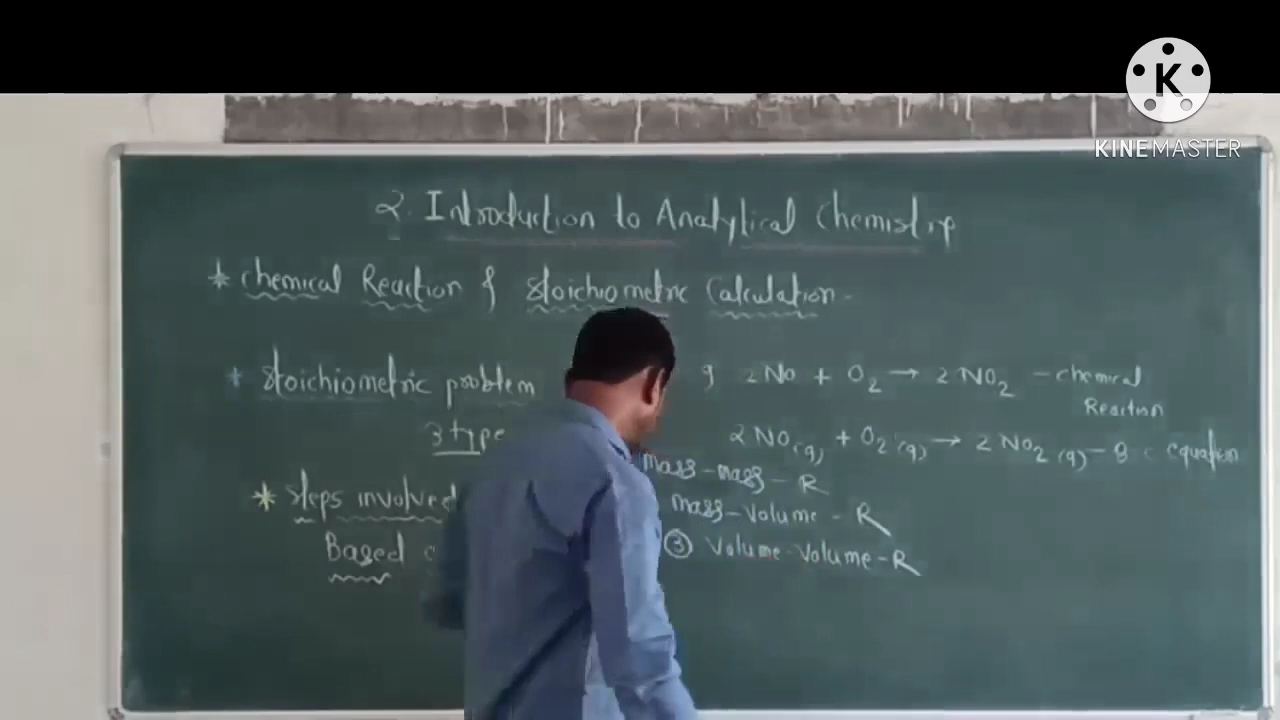 K
KINEMASTER
2. Introduction to Analytical Chemistry
* Chemical Reaction & Stoichiometric Calculation -
* Stoichiometric problem
3 type
g 2NO + O2 → 2NO2 - chemical
Reaction
2NO(g) + O2(g) → 2NO2(g) - equation
mass-mass-R
mass-Volume-R
③ Volume-Volume-R
* Steps involved
Based